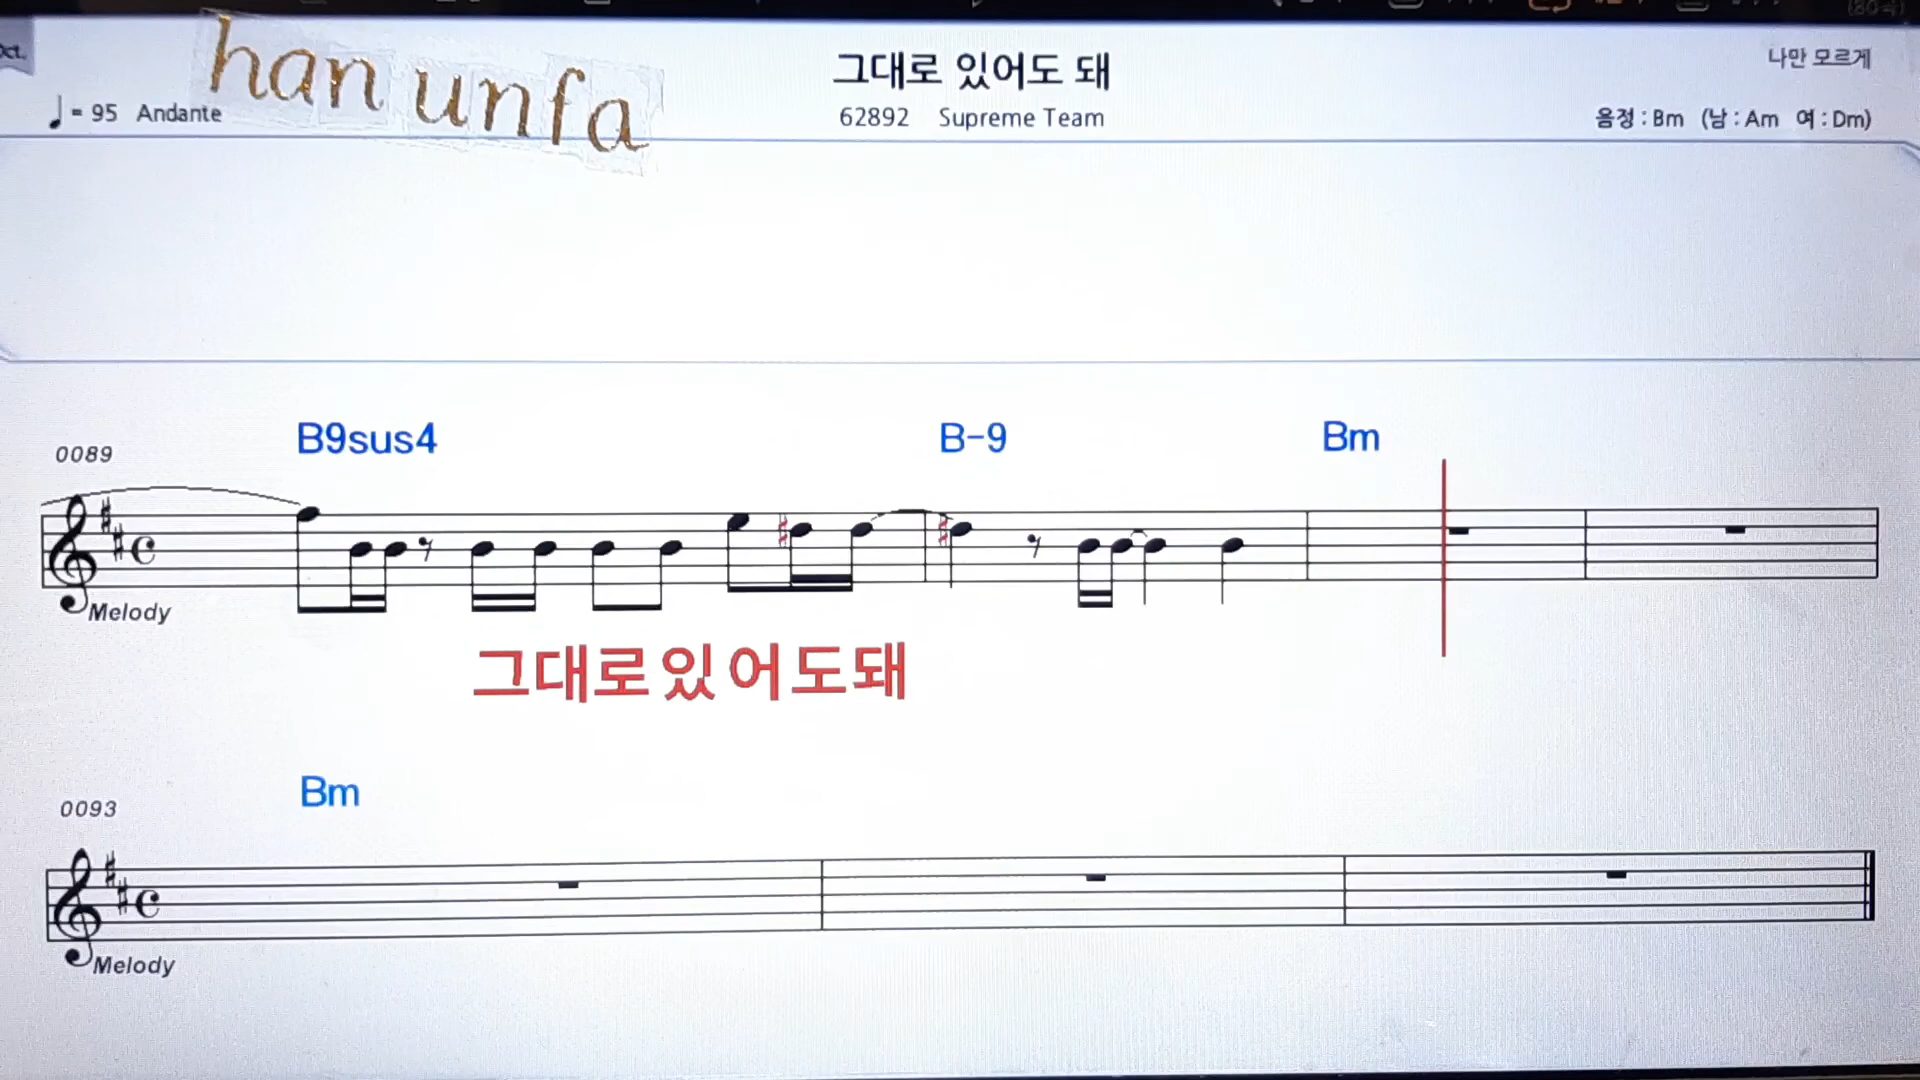 han unfa
그대로 있어도 돼
나만 모르게
♩= 95 Andante
62892 Supreme Team
음정 : Bm (남 : Am 여 : Dm)
B9sus4 B-9 Bm
0089
Melody
그대로있어도돼
Bm
0093
Melody